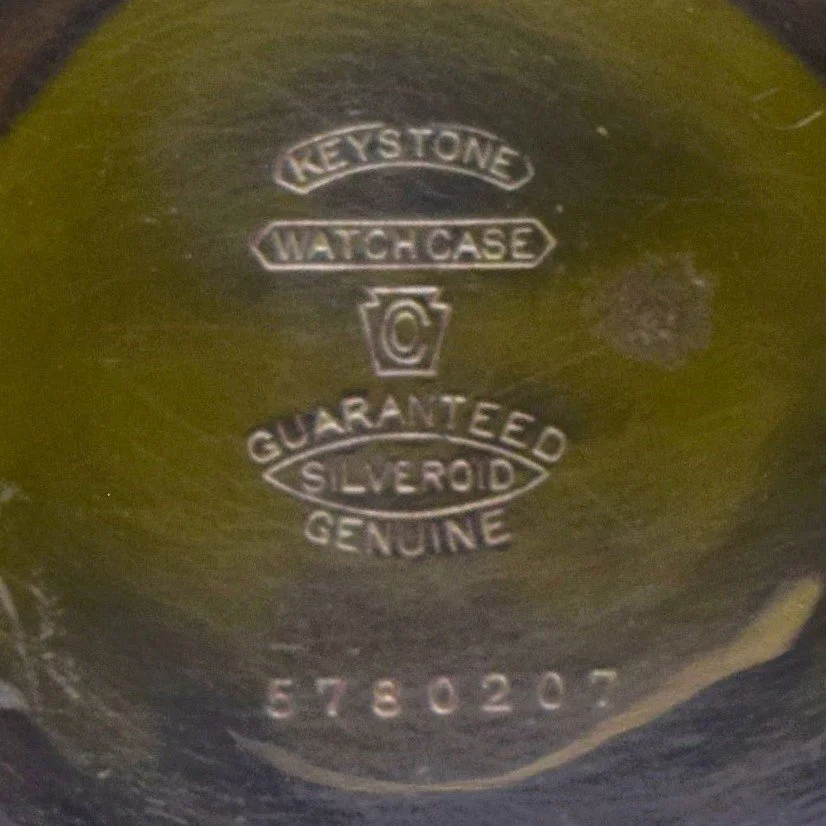 KEYSTONE
WATCH CASE
C
GUARANTEED
SILVEROID
GENUINE
5780207